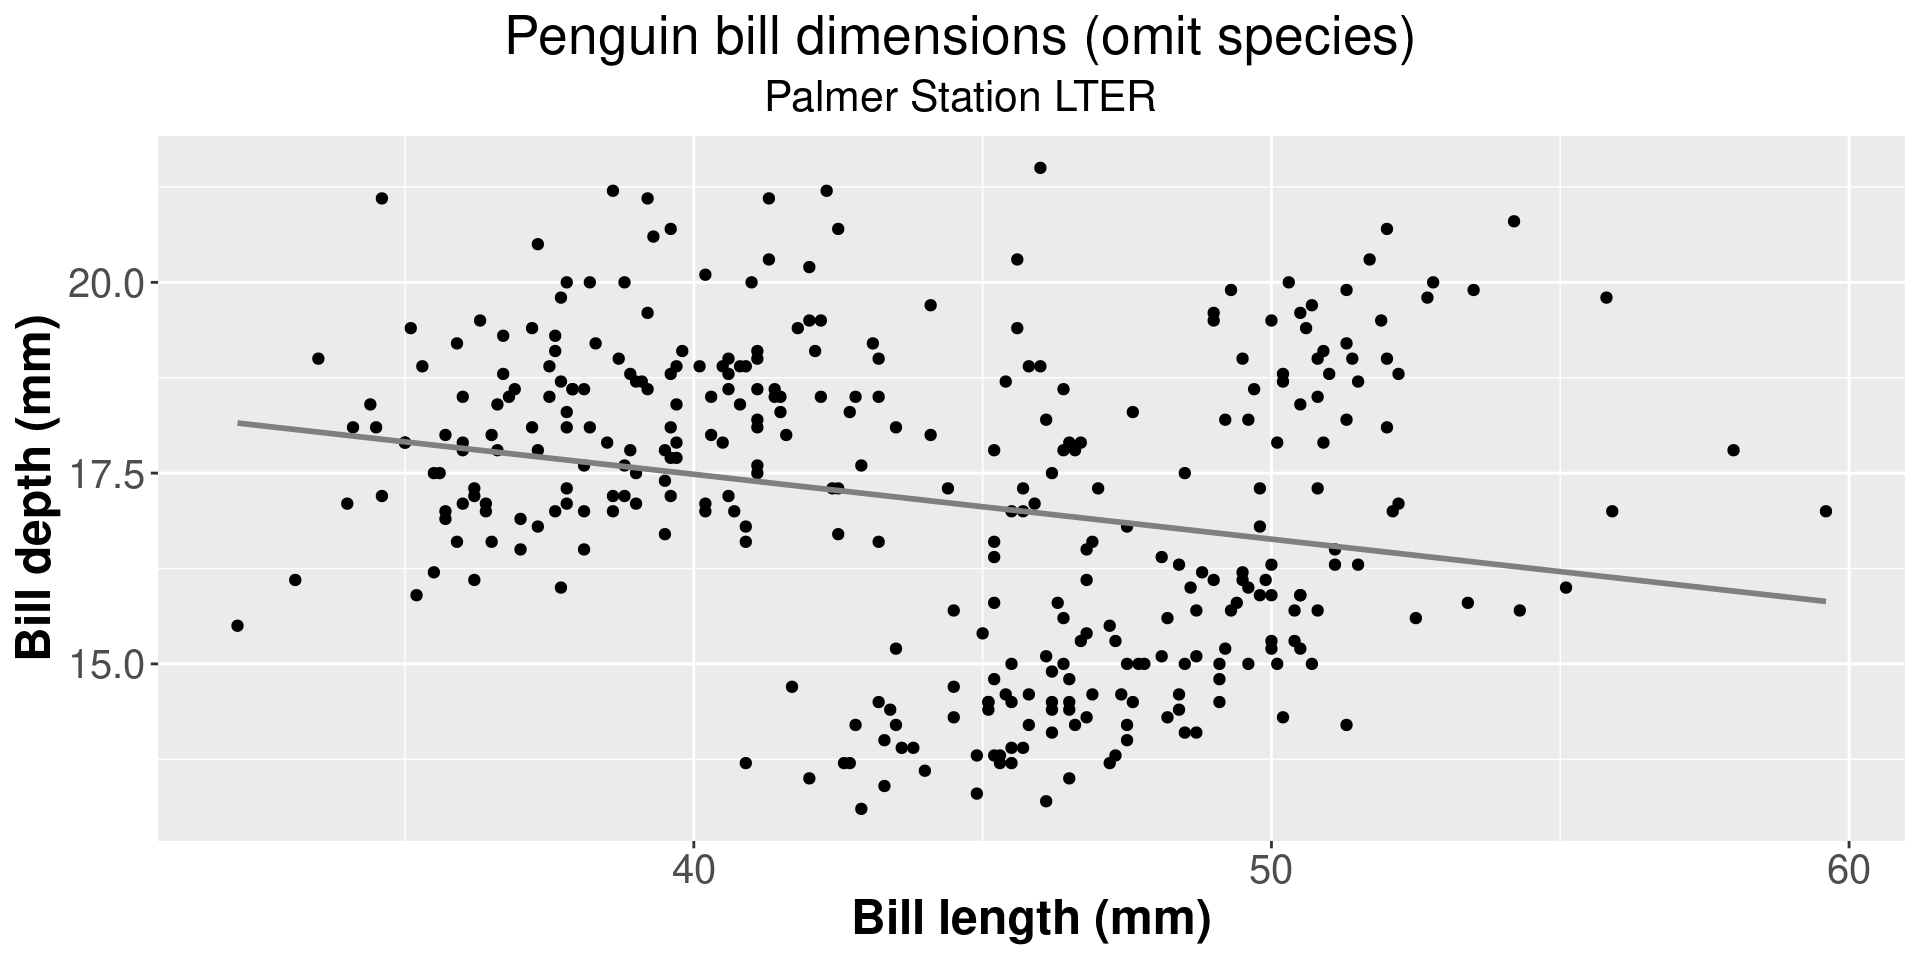 Penguin bill dimensions (omit species)
Palmer Station LTER
Bill depth (mm)
20.0
17.5
15.0
40 50 60
Bill length (mm)